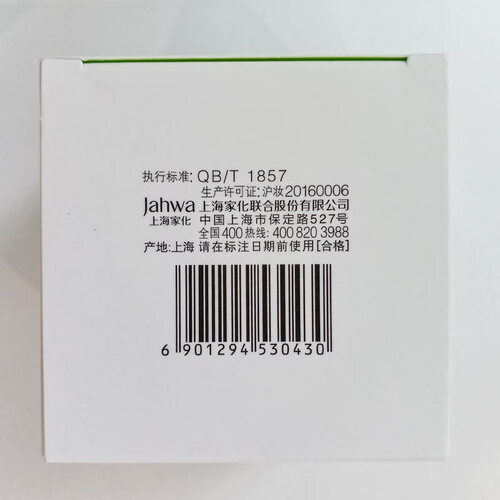 执行标准: QB/T 1857
生产许可证: 沪妆20160006
Jahwa 上海家化联合股份有限公司
上海家化 中国上海市保定路527号
全国400热线: 400 820 3988
产地:上海 请在标注日期前使用[合格]
6 901294 530430